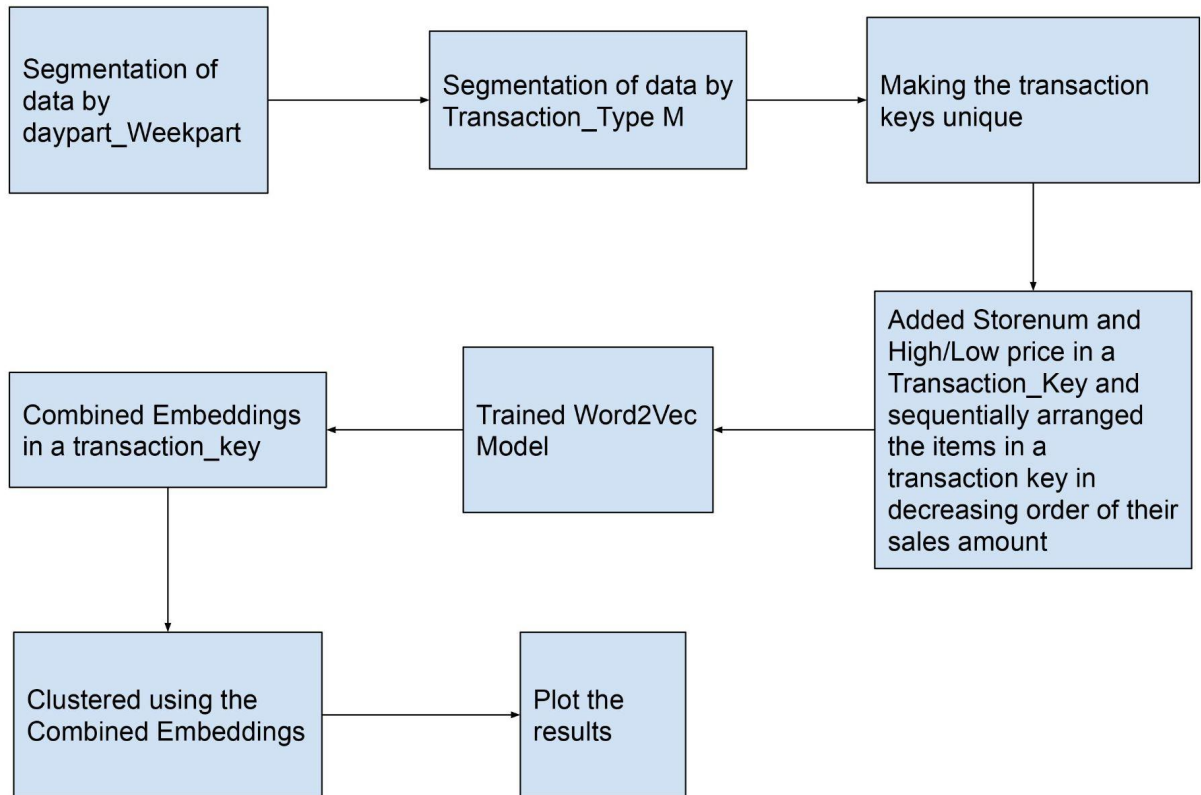 Segmentation of
data by
daypart_Weekpart
Segmentation of data by
Transaction_Type M
Making the transaction
keys unique
Added Storenum and
High/Low price in a
Transaction_Key and
sequentially arranged
the items in a
transaction key in
decreasing order of their
sales amount
Trained Word2Vec
Model
Combined Embeddings
in a transaction_key
Clustered using the
Combined Embeddings
Plot the
results